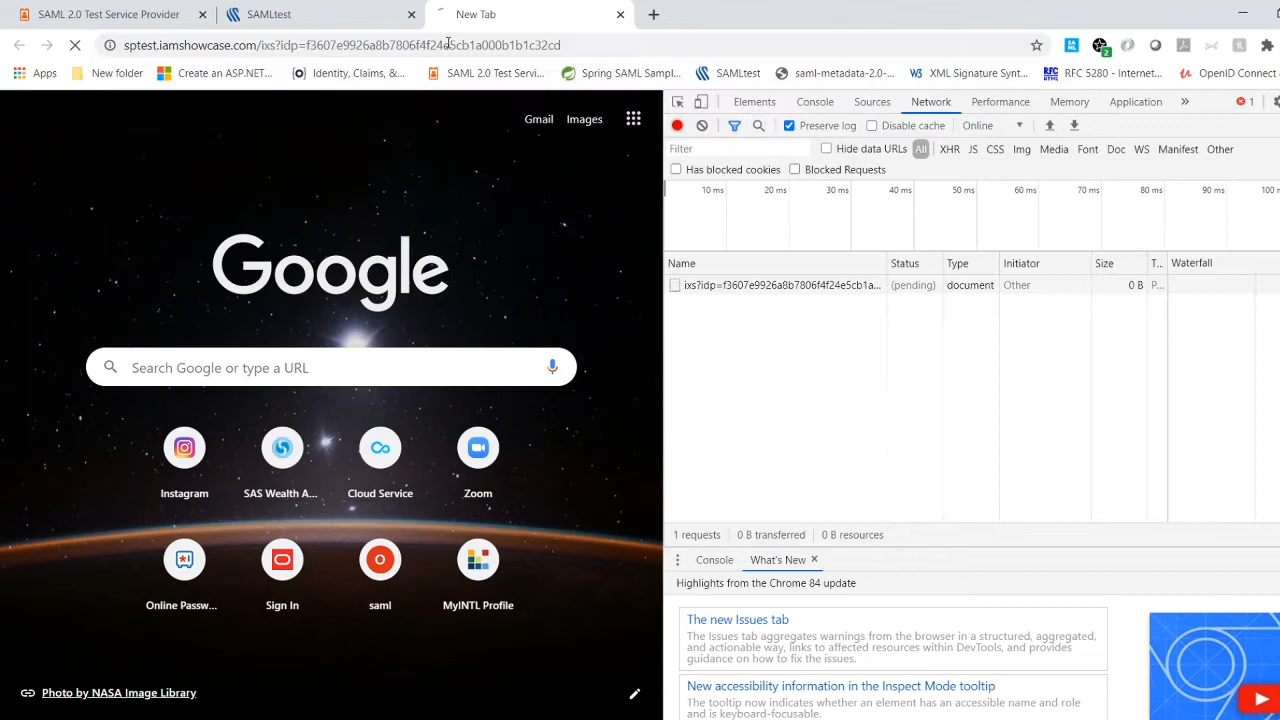 SAML 2.0 Test Service Provider
SAMLtest
New Tab
sptest.iamshowcase.com/ixs?idp=f3607e9926a8b7806f4f24e5cb1a000b1b1c32cd
Apps
New folder
Create an ASP.NET...
Identity, Claims, &...
SAML 2.0 Test Servi...
Spring SAML Sampl...
SAMLtest
saml-metadata-2.0-...
XML Signature Synt...
RFC 5280 - Internet...
OpenID Connect
Gmail
Images
Google
Search Google or type a URL
Instagram
SAS Wealth A...
Cloud Service
Zoom
Online Passw...
Sign In
saml
MyINTL Profile
Photo by NASA Image Library
Elements
Console
Sources
Network
Performance
Memory
Application
1
Preserve log
Disable cache
Online
Filter
Hide data URLs
All
XHR
JS
CSS
Img
Media
Font
Doc
WS
Manifest
Other
Has blocked cookies
Blocked Requests
10 ms
20 ms
30 ms
40 ms
50 ms
60 ms
70 ms
80 ms
90 ms
100
Name
Status
Type
Initiator
Size
T...
Waterfall
ixs?idp=f3607e9926a8b7806f4f24e5cb1a...
(pending)
document
Other
0 B
P...
1 requests
0 B transferred
0 B resources
Console
What's New
Highlights from the Chrome 84 update
The new Issues tab
The Issues tab aggregates warnings from the browser in a structured, aggregated,
and actionable way, links to affected resources within DevTools, and provides
guidance on how to fix the issues.
New accessibility information in the Inspect Mode tooltip
The tooltip now indicates whether an element has an accessible name and role
and is keyboard-focusable.